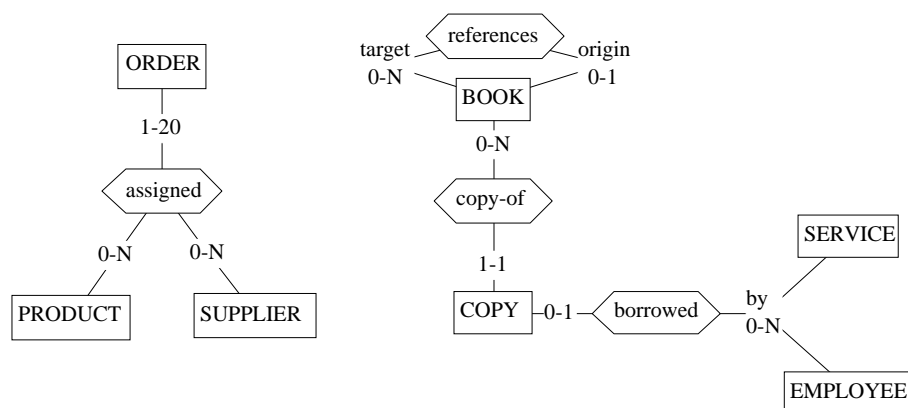 ORDER
1-20
assigned
0-N
0-N
PRODUCT
SUPPLIER
references
target
origin
0-N
0-1
BOOK
0-N
copy-of
1-1
COPY
0-1
borrowed
by
0-N
SERVICE
EMPLOYEE